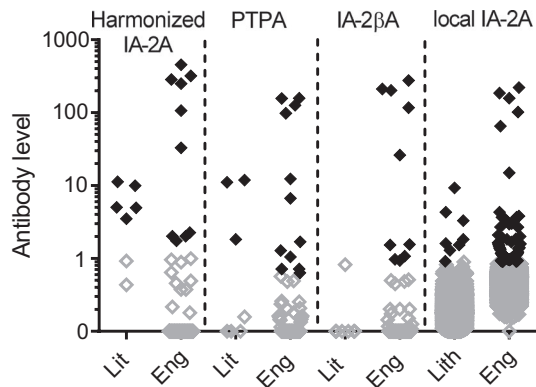 Harmonized
IA-2A
PTPA
IA-2βA
local IA-2A
Antibody level
1000
100
10
1
0
Lit
Eng
Lit
Eng
Lit
Eng
Lith
Eng